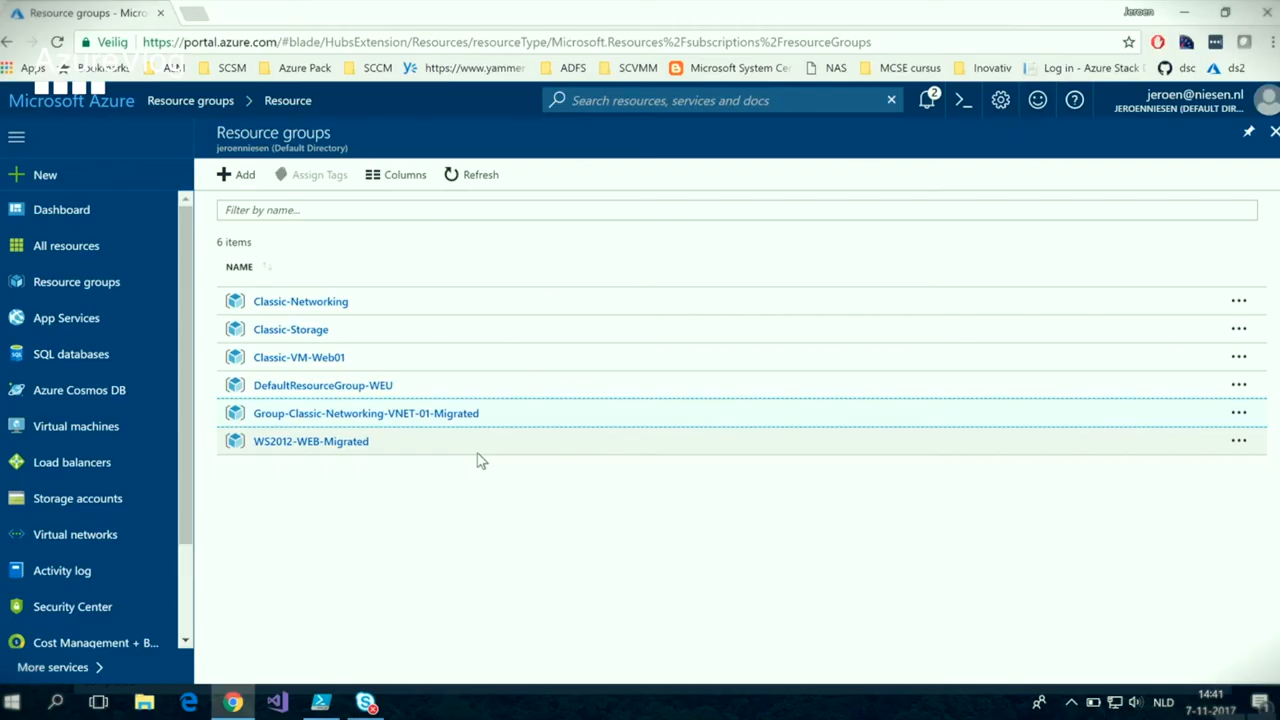 Resource groups - Micro
Jeroen
Veilig
https://portal.azure.com/#blade/HubsExtension/Resources/resourceType/Microsoft.Resources%2Fsubscriptions%2FresourceGroups
AzureVlog
Apps
Bookmarks
SCSM
Azure Pack
SCCM
https://www.yammer
ADFS
SCVMM
Microsoft System Ce
NAS
MCSE cursus
Inovativ
Log in - Azure Stack
dsc
ds2
Microsoft Azure
Resource groups > Resource
Search resources, services and docs
2
jeroen@niesen.nl
JEROENNIESEN (DEFAULT DIR...
Resource groups
jeroenniesen (Default Directory)
New
Add
Assign Tags
Columns
Refresh
Dashboard
Filter by name...
All resources
6 items
NAME
Resource groups
Classic-Networking
App Services
Classic-Storage
SQL databases
Classic-VM-Web01
Azure Cosmos DB
DefaultResourceGroup-WEU
Virtual machines
Group-Classic-Networking-VNET-01-Migrated
WS2012-WEB-Migrated
Load balancers
Storage accounts
Virtual networks
Activity log
Security Center
Cost Management + B...
More services >
NLD
14:41
7-11-2017